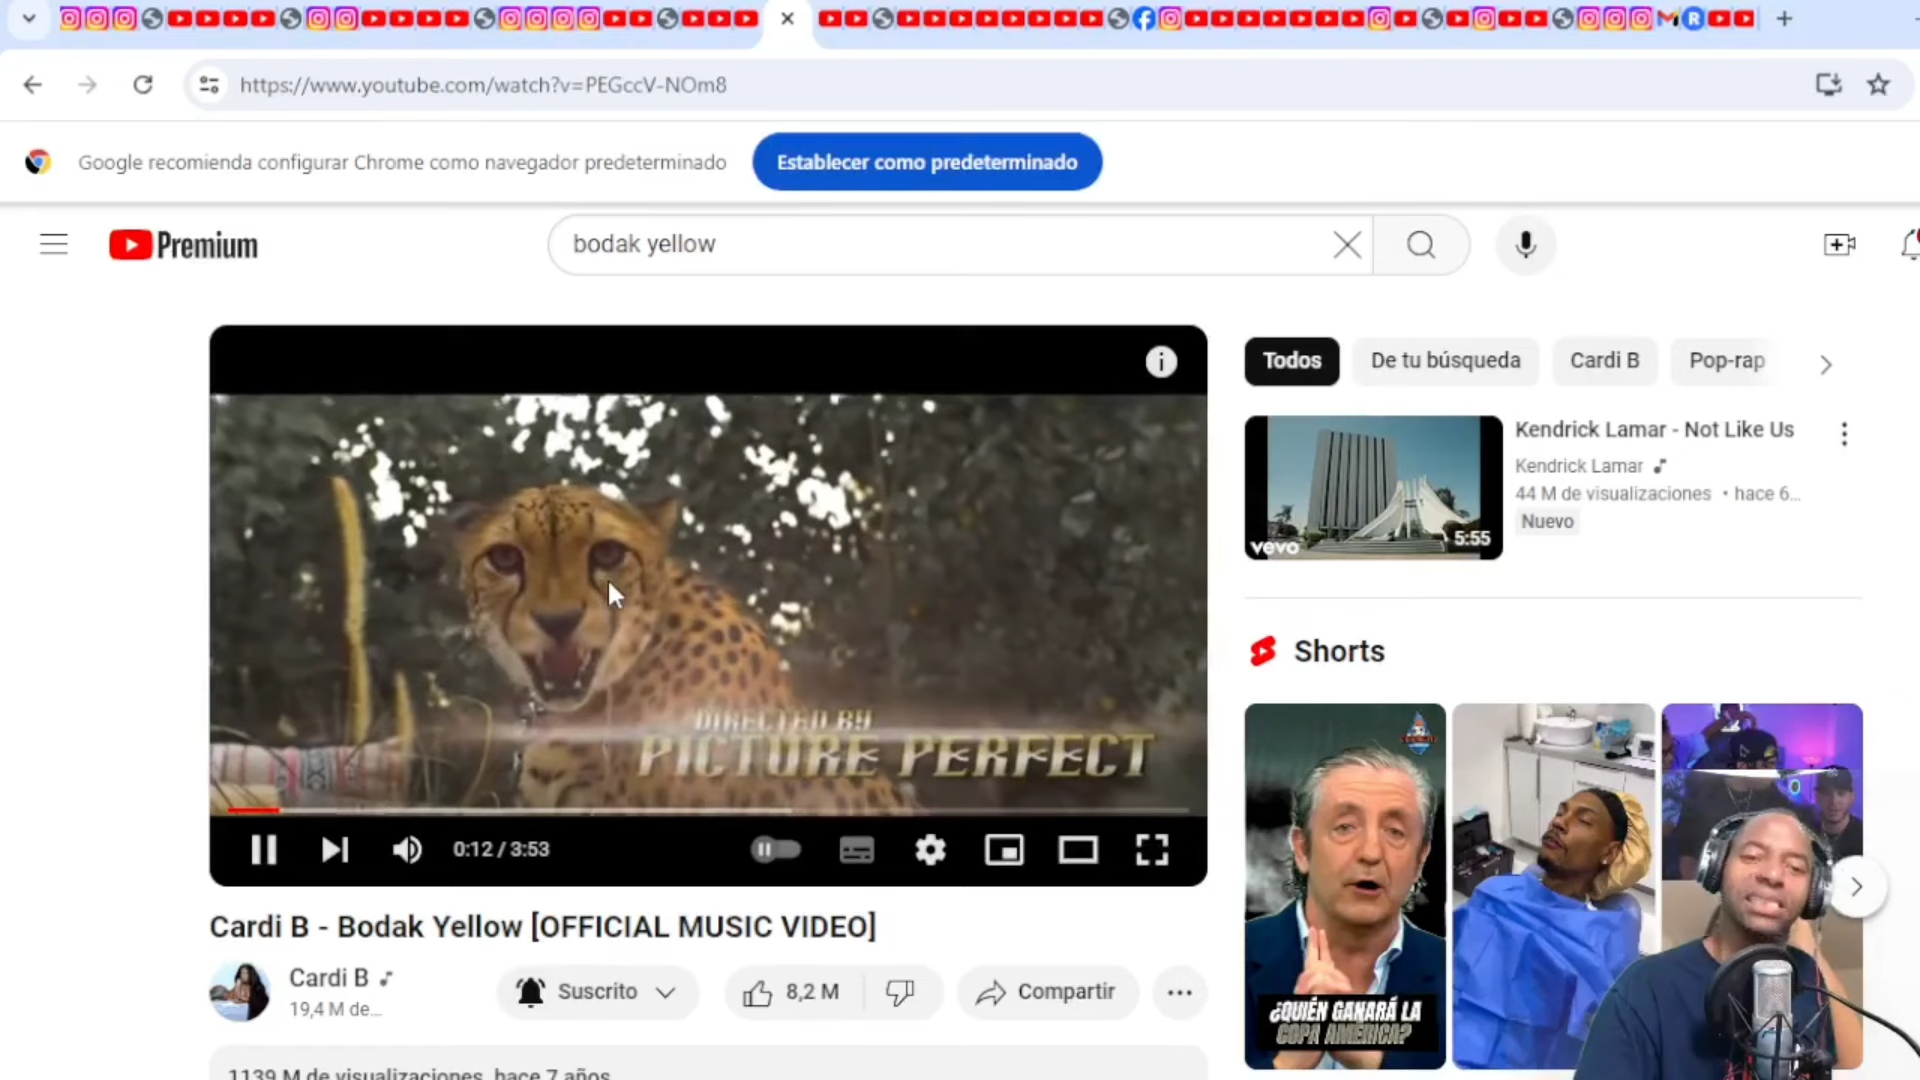 https://www.youtube.com/watch?v=PEGccV-NOm8
Google recomienda configurar Chrome como navegador predeterminado
Establecer como predeterminado
Premium
bodak yellow
Todos
De tu búsqueda
Cardi B
Pop-rap
DIRECTED BY
PICTURE PERFECT
0:12 / 3:53
Kendrick Lamar - Not Like Us
Kendrick Lamar
44 M de visualizaciones • hace 6...
Nuevo
vevo
5:55
Shorts
¿QUIÉN GANARÁ LA
COPA AMÉRICA?
Cardi B - Bodak Yellow [OFFICIAL MUSIC VIDEO]
Cardi B
19,4 M de...
Suscrito
8,2 M
Compartir
1139 M de visualizaciones hace 7 años